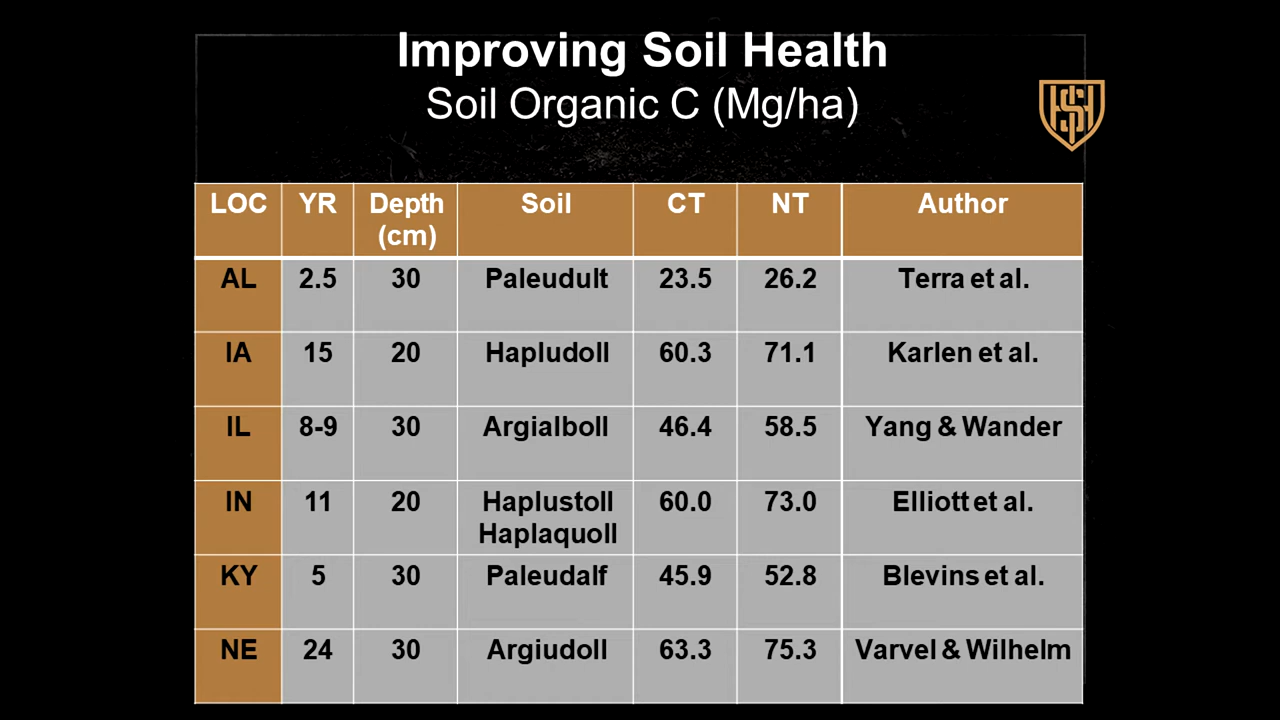 Improving Soil Health
Soil Organic C (Mg/ha)
LOC YR Depth (cm) Soil CT NT Author
AL 2.5 30 Paleudult 23.5 26.2 Terra et al.
IA 15 20 Hapludoll 60.3 71.1 Karlen et al.
IL 8-9 30 Argialboll 46.4 58.5 Yang & Wander
IN 11 20 Haplustoll Haplaquoll 60.0 73.0 Elliott et al.
KY 5 30 Paleudalf 45.9 52.8 Blevins et al.
NE 24 30 Argiudoll 63.3 75.3 Varvel & Wilhelm